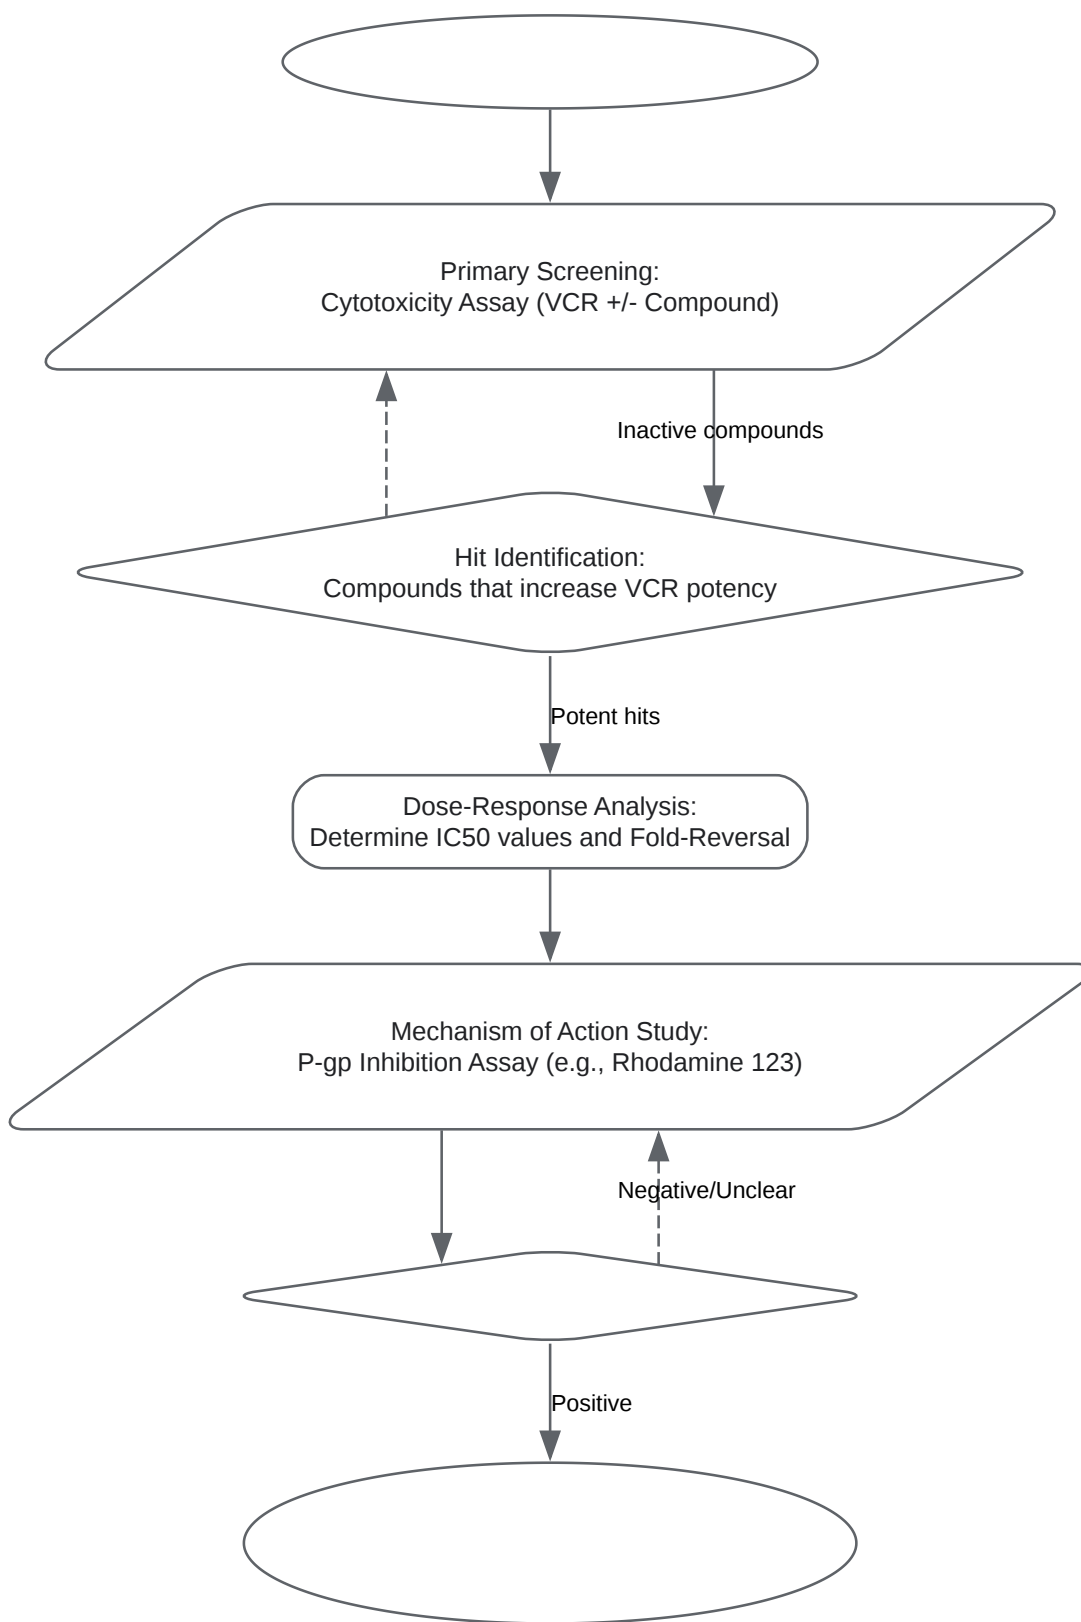 Primary Screening:
Cytotoxicity Assay (VCR +/- Compound)
Inactive compounds
Hit Identification:
Compounds that increase VCR potency
Potent hits
Dose-Response Analysis:
Determine IC50 values and Fold-Reversal
Mechanism of Action Study:
P-gp Inhibition Assay (e.g., Rhodamine 123)
Negative/Unclear
Positive